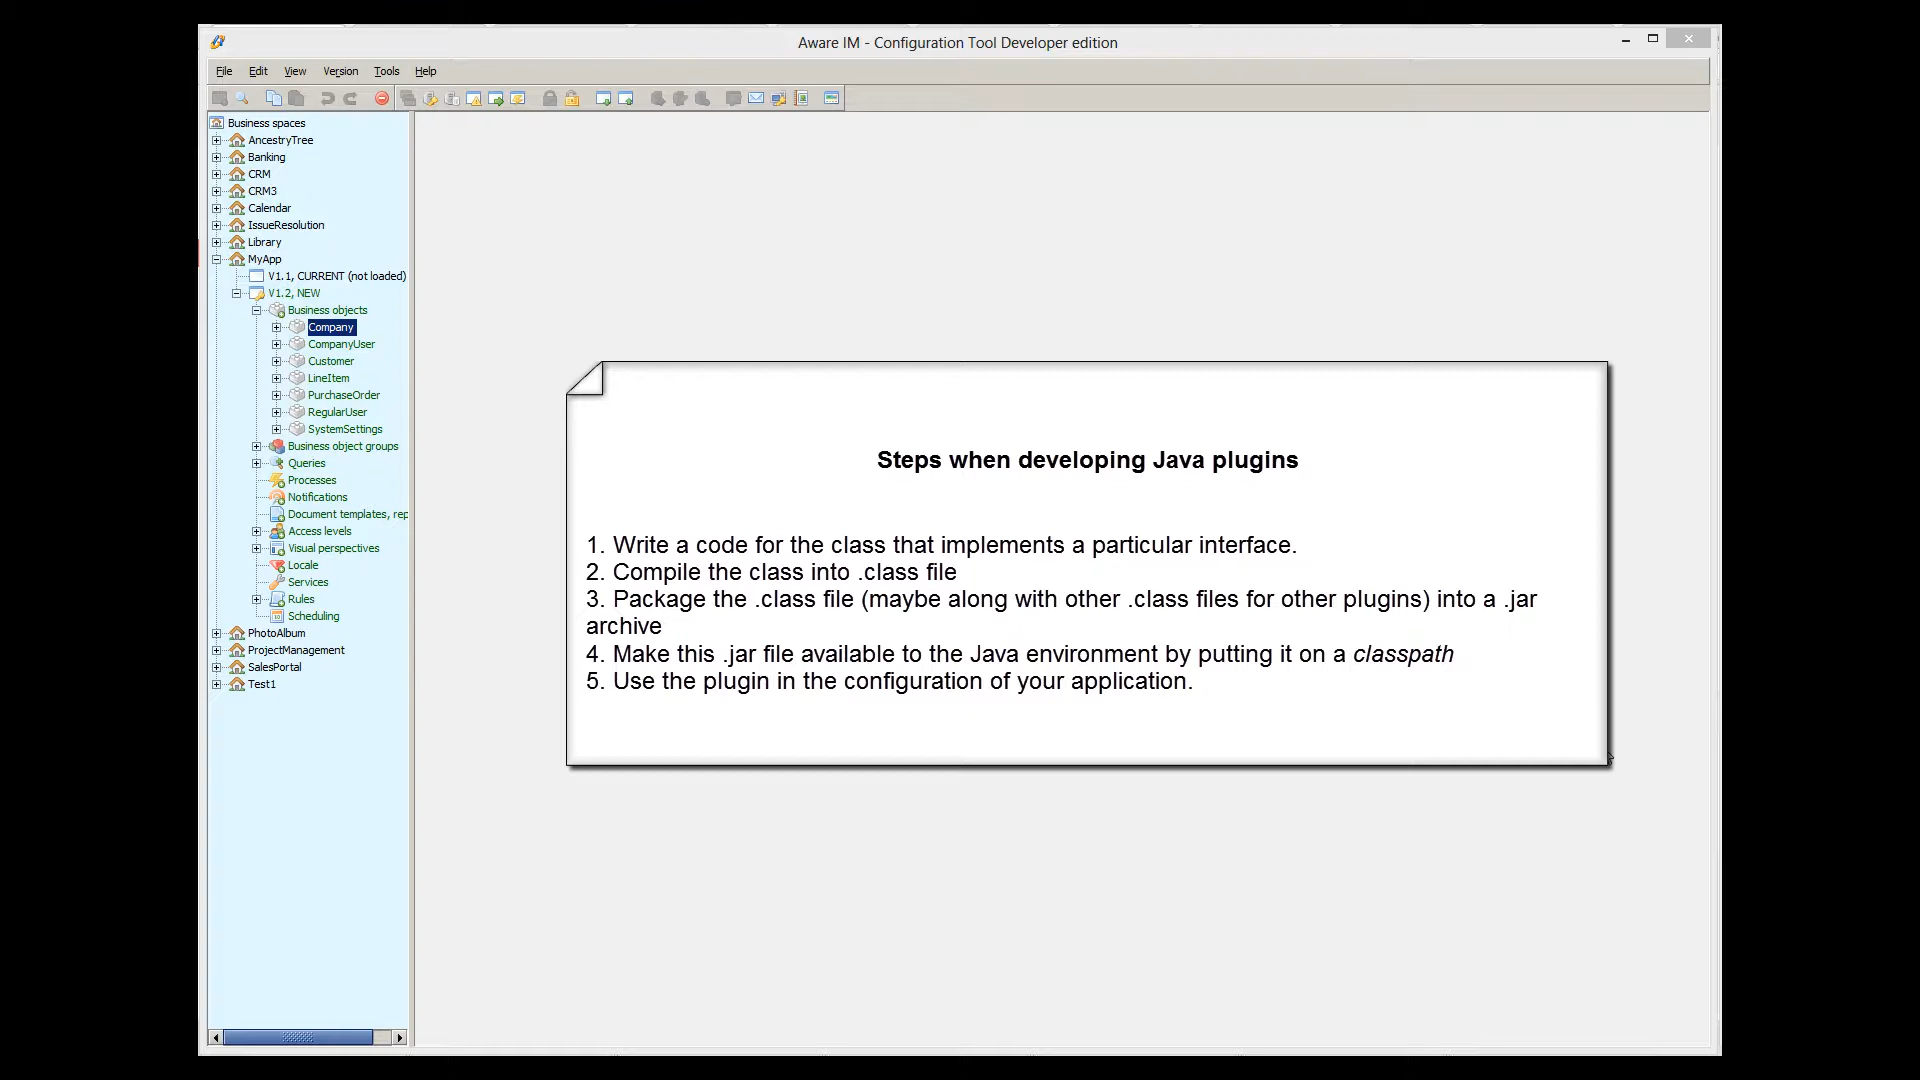 Aware IM - Configuration Tool Developer edition
File Edit View Version Tools Help
Business spaces
AncestryTree
Banking
CRM
CRM3
Calendar
IssueResolution
Library
MyApp
V1.1, CURRENT (not loaded)
V1.2, NEW
Business objects
Company
CompanyUser
Customer
LineItem
PurchaseOrder
RegularUser
SystemSettings
Business object groups
Queries
Processes
Notifications
Document templates, rep
Access levels
Visual perspectives
Locale
Services
Rules
Scheduling
PhotoAlbum
ProjectManagement
SalesPortal
Test1
Steps when developing Java plugins
1. Write a code for the class that implements a particular interface.
2. Compile the class into .class file
3. Package the .class file (maybe along with other .class files for other plugins) into a .jar
archive
4. Make this .jar file available to the Java environment by putting it on a classpath
5. Use the plugin in the configuration of your application.